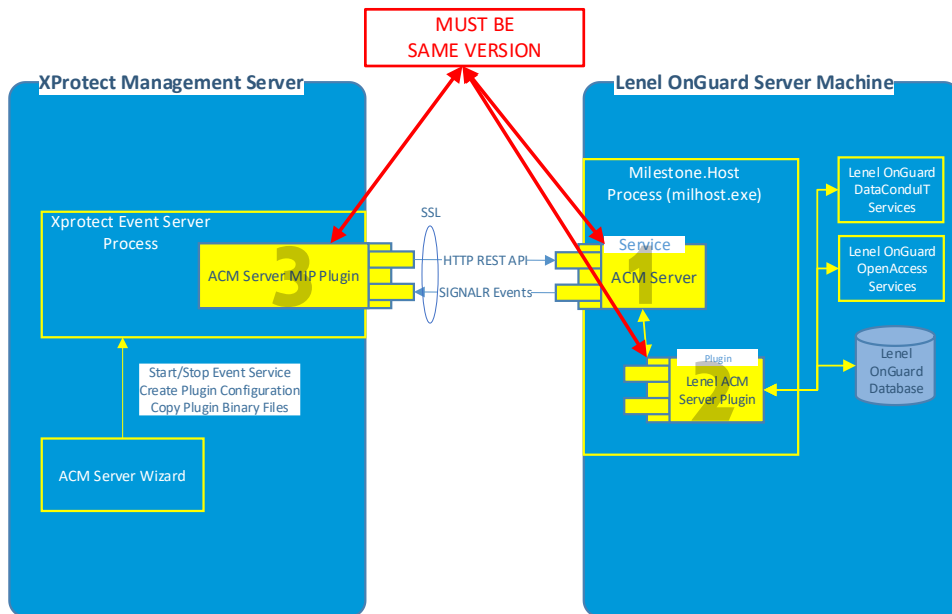 MUST BE
SAME VERSION
XProtect Management Server
Lenel OnGuard Server Machine
Milestone.Host
Process (milhost.exe)
Lenel OnGuard
DataConduIT
Services
Xprotect Event Server
Process
SSL
Service
Lenel OnGuard
OpenAccess
Services
3
ACM Server MIP Plugin
HTTP REST API
1
ACM Server
SIGNALR Events
Plugin
2
Lenel ACM
Server Plugin
Lenel
OnGuard
Database
Start/Stop Event Service
Create Plugin Configuration
Copy Plugin Binary Files
ACM Server Wizard